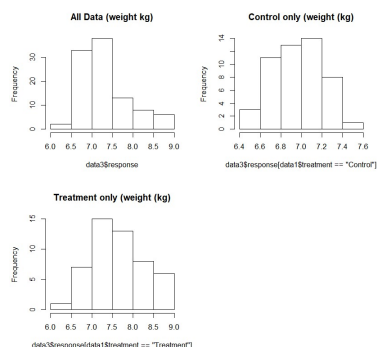 All Data (weight kg)
Frequency
0 10 20 30
6.0 6.5 7.0 7.5 8.0 8.5 9.0
data3$response
Control only (weight (kg)
Frequency
0 2 4 6 8 10 12 14
6.4 6.6 6.8 7.0 7.2 7.4 7.6
data3$response[data1$treatment == "Control"]
Treatment only (weight (kg)
Frequency
0 5 10 15
6.0 6.5 7.0 7.5 8.0 8.5 9.0
data3$response[data1$treatment == "Treatment"]